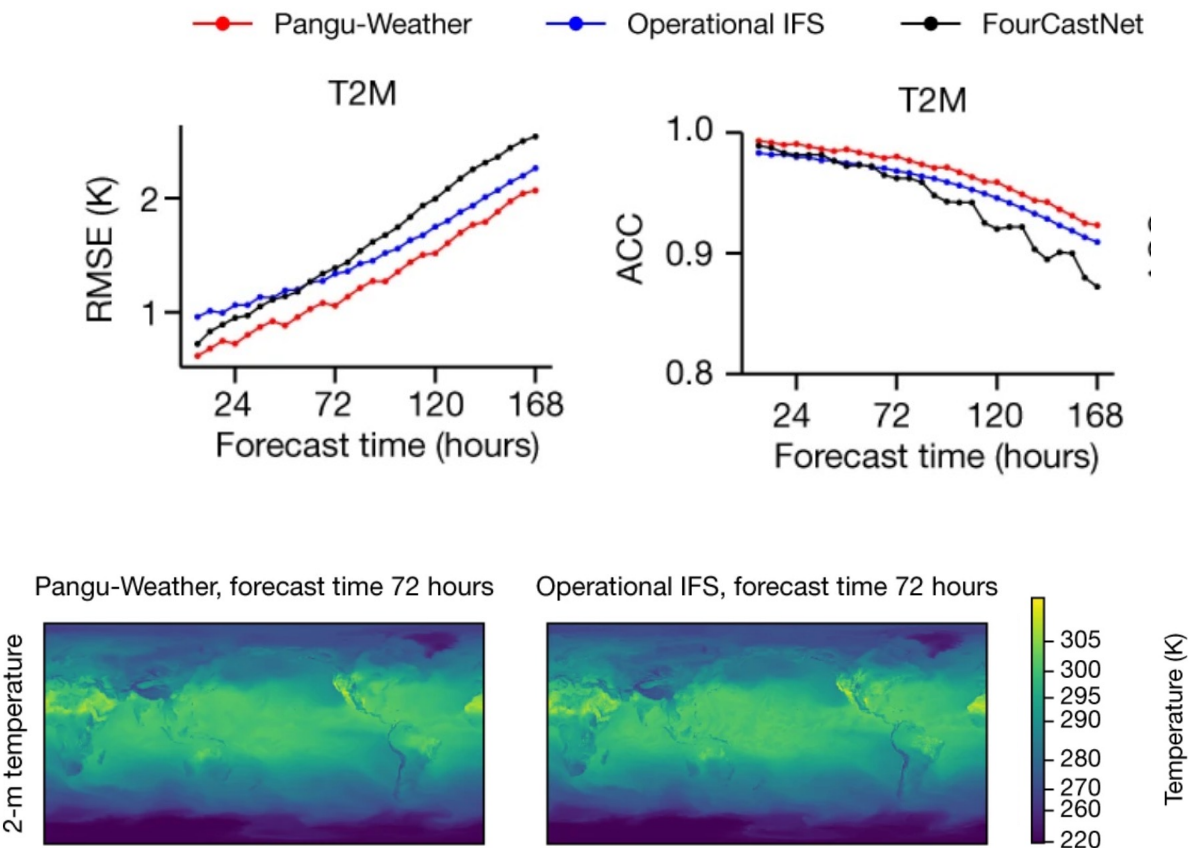 Pangu-Weather Operational IFS FourCastNet
T2M
RMSE (K)
2
1
24 72 120 168
Forecast time (hours)
T2M
ACC
1.0
0.9
0.8
24 72 120 168
Forecast time (hours)
Pangu-Weather, forecast time 72 hours
Operational IFS, forecast time 72 hours
2-m temperature
305
300
295
290
280
270
260
220
Temperature (K)